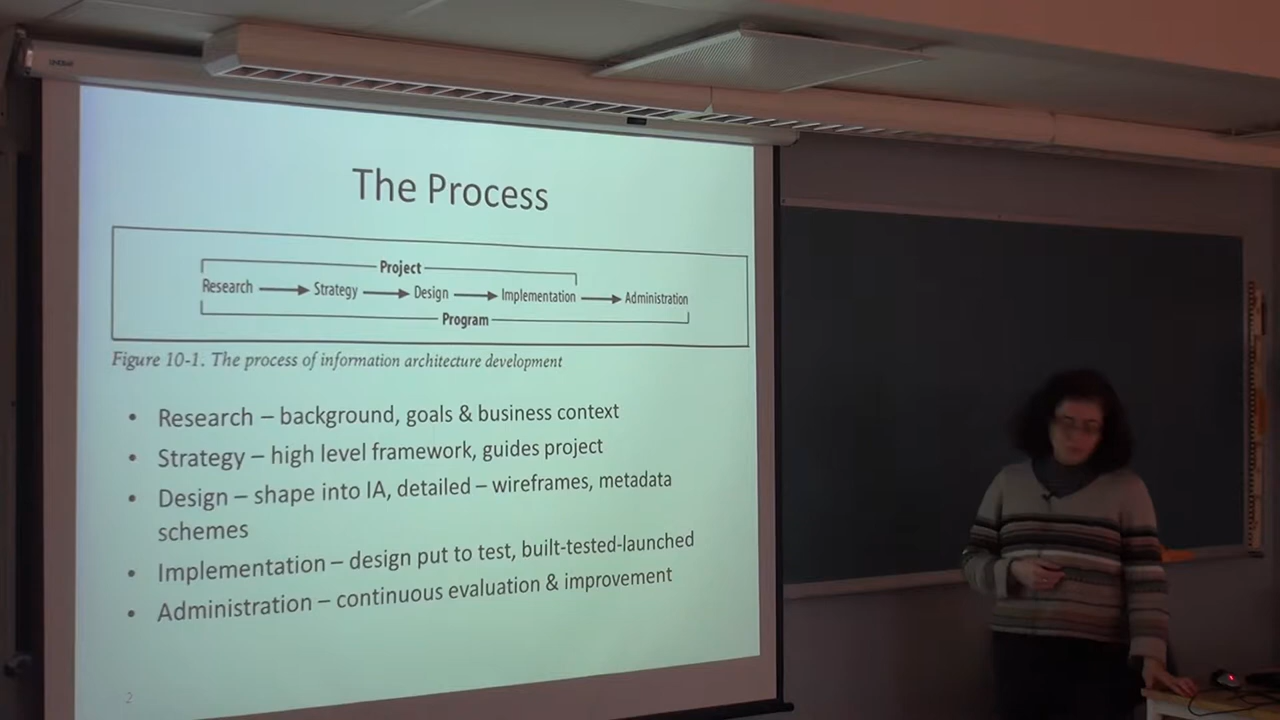 The Process
Project
Research Strategy Design Implementation Administration
Program
Figure 10-1. The process of information architecture development
• Research – background, goals & business context
• Strategy – high level framework, guides project
• Design – shape into IA, detailed – wireframes, metadata
schemes
• Implementation – design put to test, built-tested-launched
• Administration – continuous evaluation & improvement
2